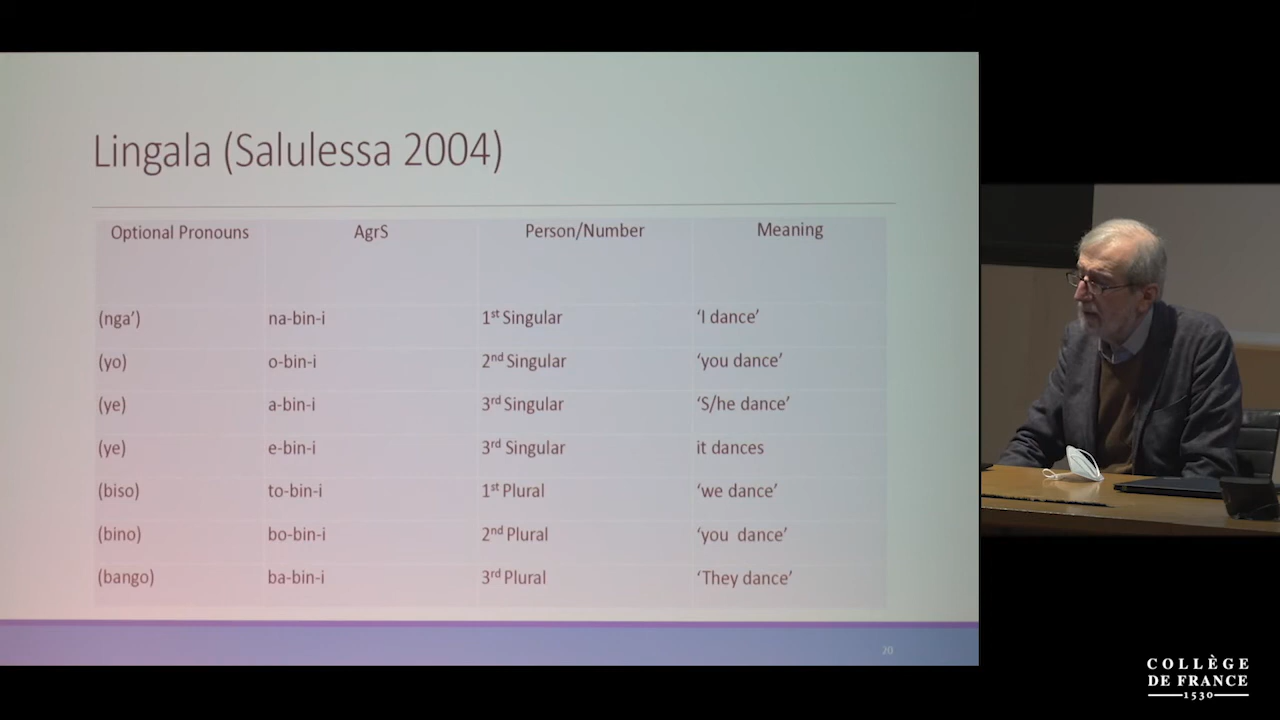 Lingala (Salulessa 2004)
Optional Pronouns AgrS Person/Number Meaning
(nga’) na-bin-i 1st Singular ‘I dance’
(yo) o-bin-i 2nd Singular ‘you dance’
(ye) a-bin-i 3rd Singular ‘S/he dance’
(ye) e-bin-i 3rd Singular it dances
(biso) to-bin-i 1st Plural ‘we dance’
(bino) bo-bin-i 2nd Plural ‘you dance’
(bango) ba-bin-i 3rd Plural ‘They dance’
20
COLLÈGE
DE FRANCE
1530